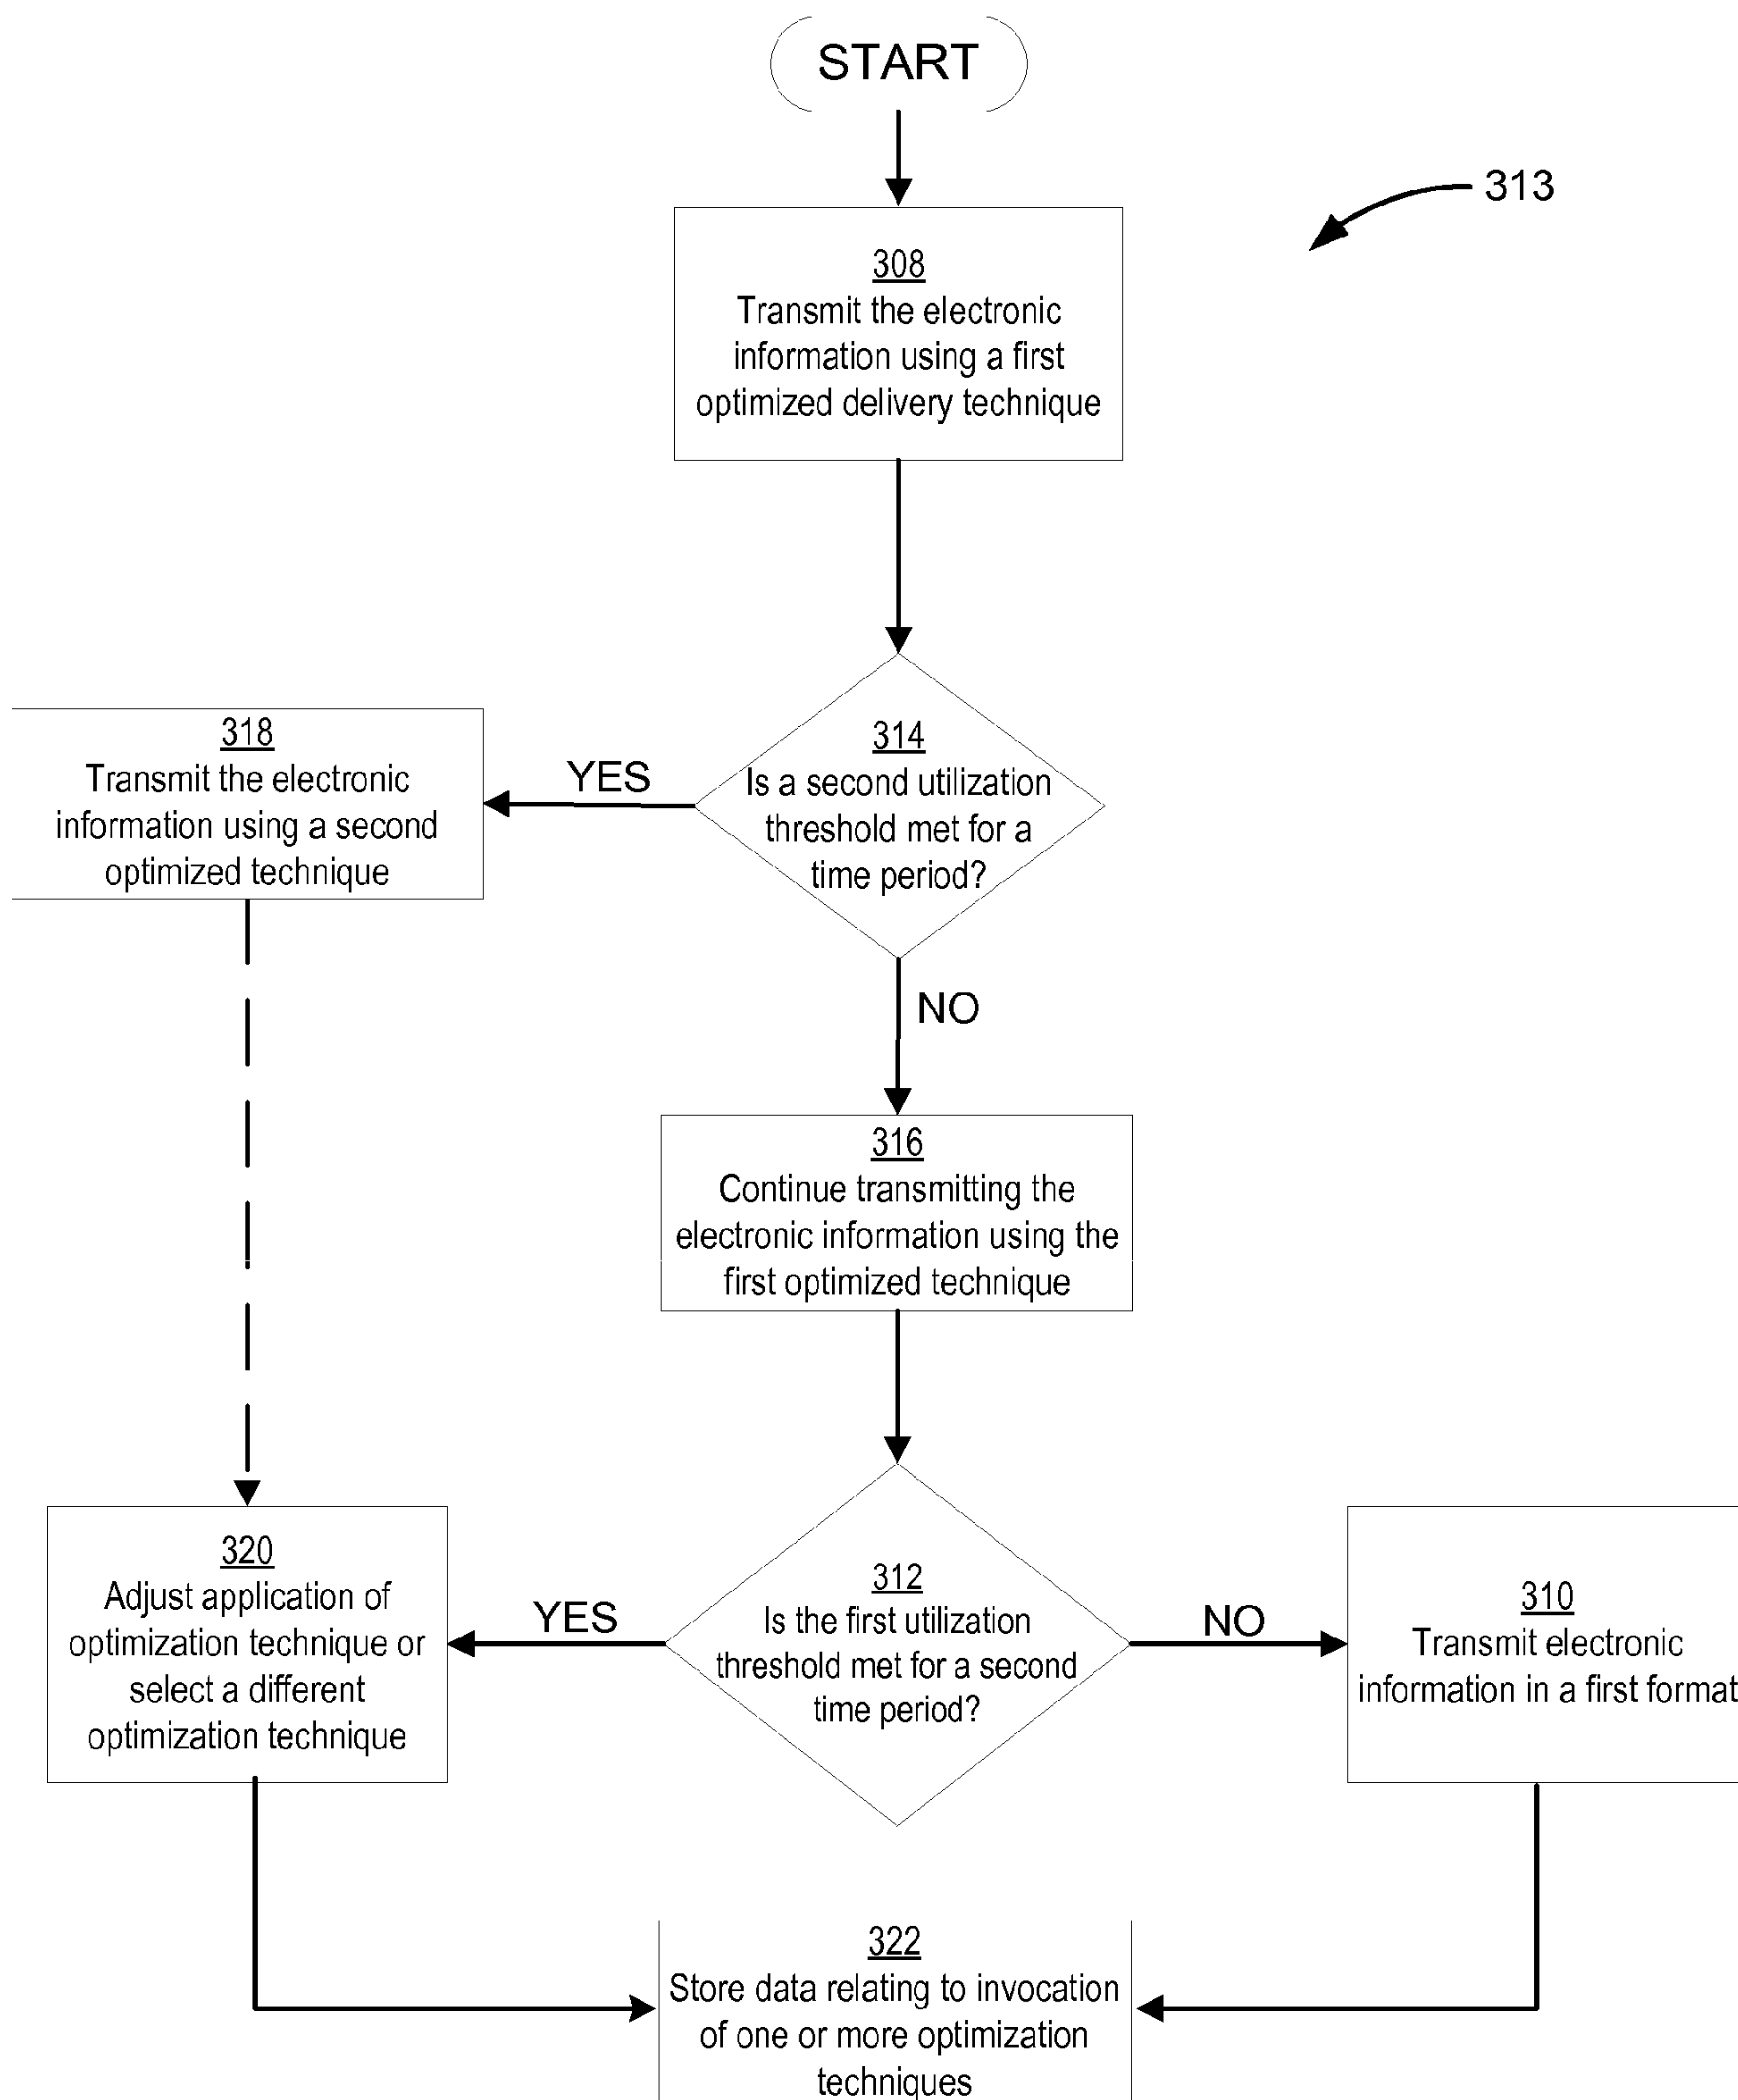 START
313
308
Transmit the electronic
information using a first
optimized delivery technique
314
Is a second utilization
threshold met for a
time period?
YES
318
Transmit the electronic
information using a second
optimized technique
NO
316
Continue transmitting the
electronic information using the
first optimized technique
312
Is the first utilization
threshold met for a second
time period?
YES
NO
320
Adjust application of
optimization technique or
select a different
optimization technique
310
Transmit electronic
information in a first format
322
Store data relating to invocation
of one or more optimization
techniques